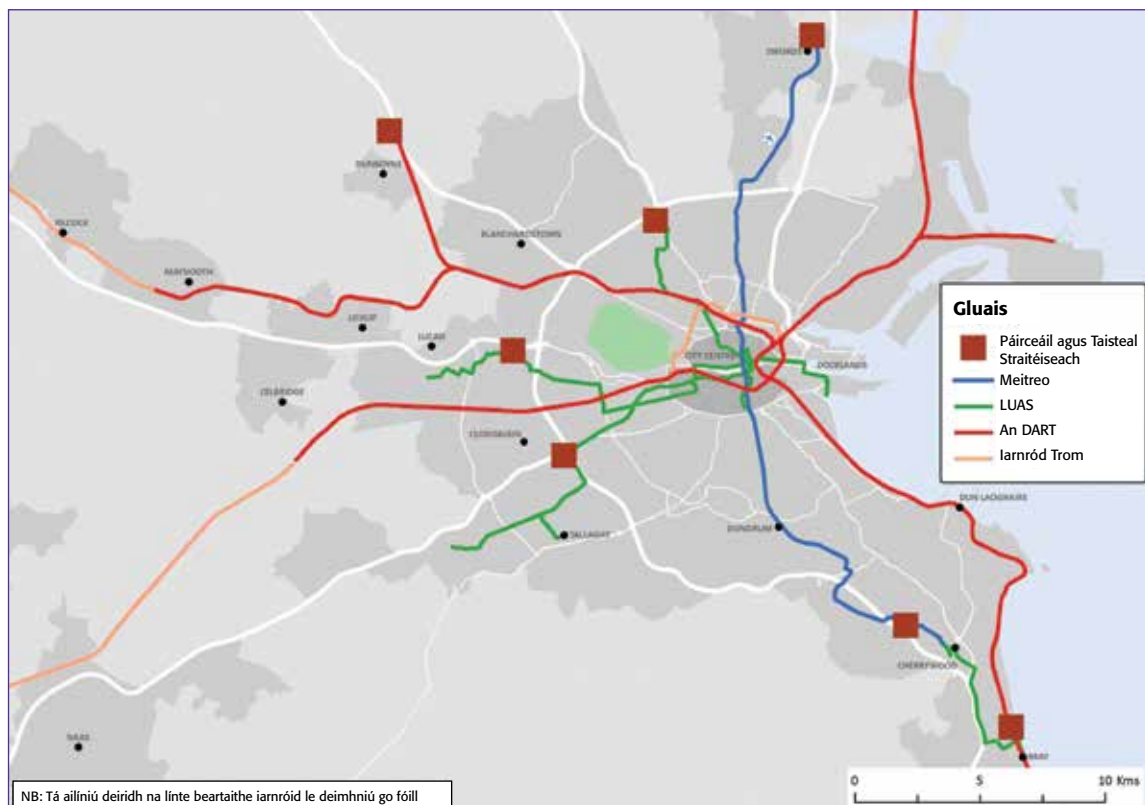 SWORDS
DUNBOYNE
BLANCHARDSTOWN
KILCOCK
MAYNOOTH
LEIXLIP
LUCAN
CITY CENTRE
DOCKLANDS
CELBRIDGE
CLONDALKIN
TALLAGHT
DUNDRUM
DUN LAOGHAIRE
CHERRYWOOD
BRAY
NAAS
Gluais
Páirceáil agus Taisteal
Straitéiseach
Meitreo
LUAS
An DART
Iarnród Trom
0 5 10 Kms
NB: Tá ailíniú deiridh na línte beartaithe iarnróid le deimhniú go fóill